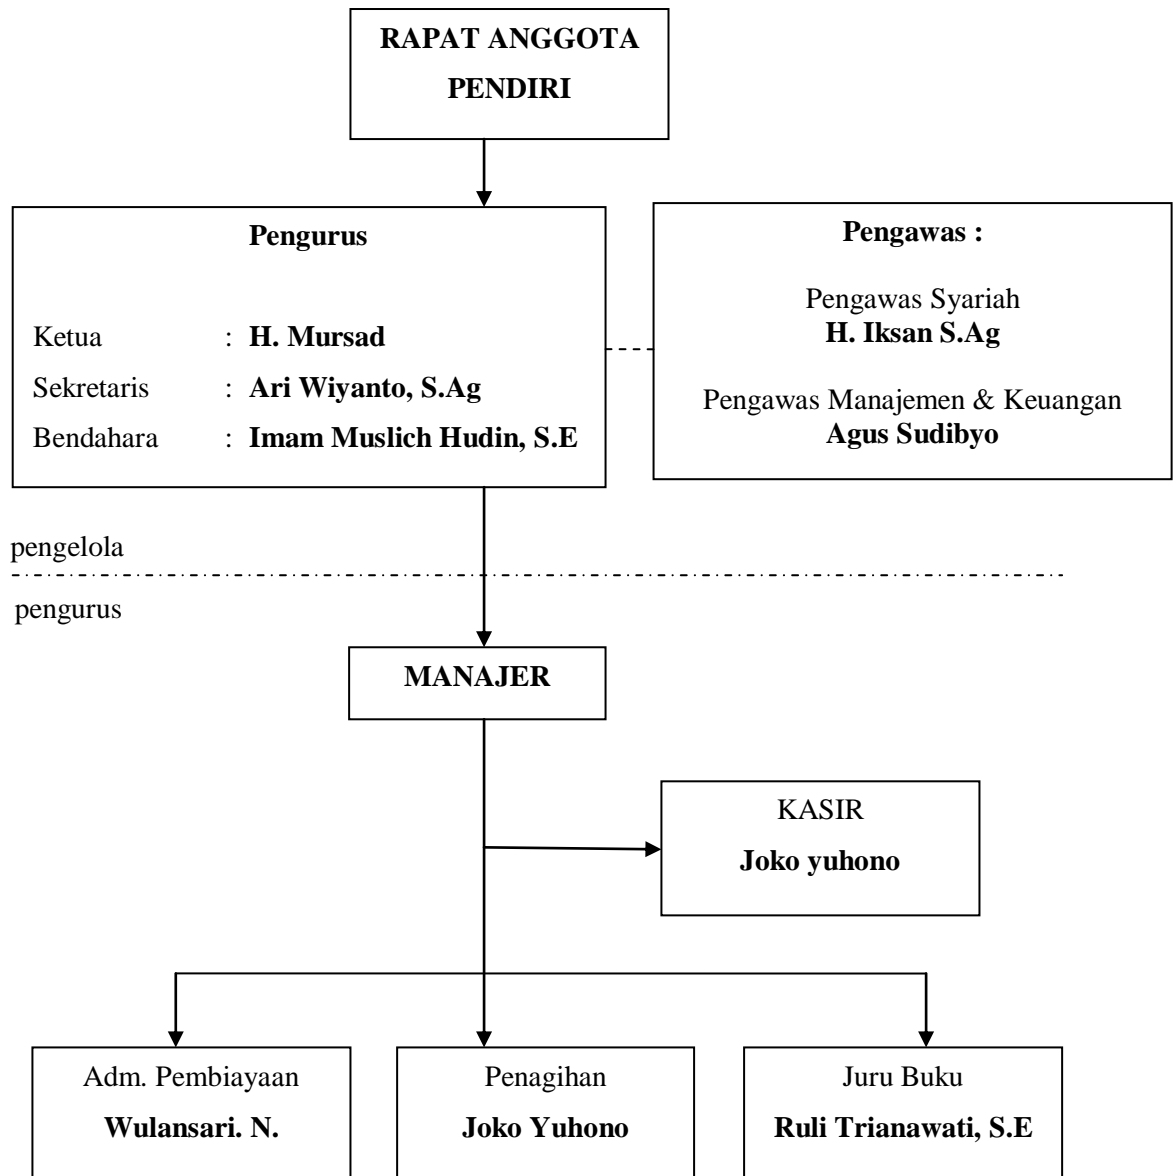 RAPAT ANGGOTA
PENDIRI
Pengurus
Ketua : H. Mursad
Sekretaris : Ari Wiyanto, S.Ag
Bendahara : Imam Muslich Hudin, S.E
Pengawas :
Pengawas Syariah
H. Iksan S.Ag
Pengawas Manajemen & Keuangan
Agus Sudibyo
pengelola
pengurus
MANAJER
KASIR
Joko yuhono
Adm. Pembiayaan
Wulansari. N.
Penagihan
Joko Yuhono
Juru Buku
Ruli Trianawati, S.E